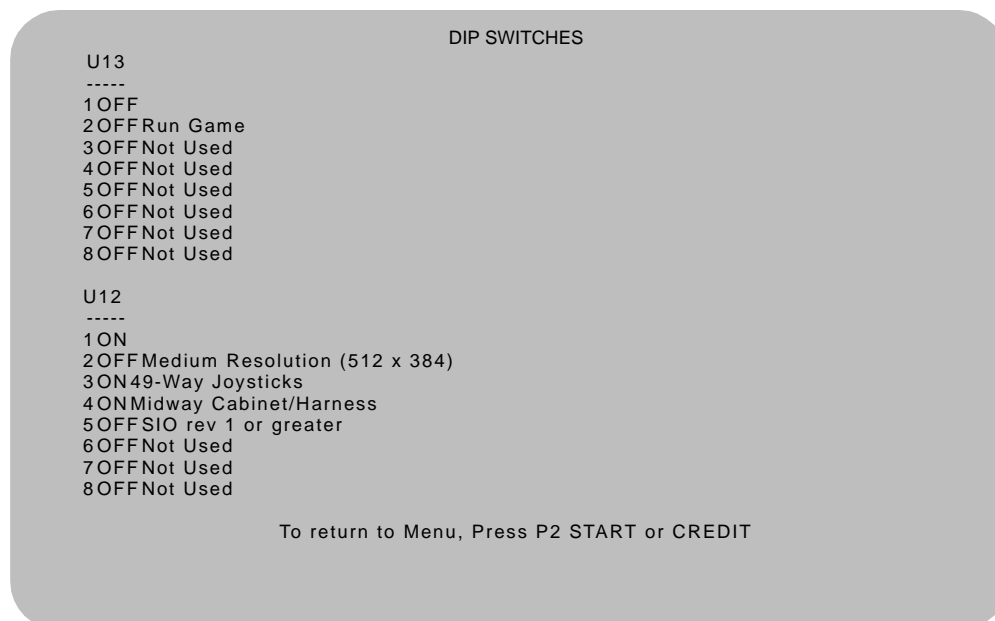 DIP SWITCHES
U13
-----
1 OFF
2 OFF Run Game
3 OFF Not Used
4 OFF Not Used
5 OFF Not Used
6 OFF Not Used
7 OFF Not Used
8 OFF Not Used
U12
-----
1 ON
2 OFF Medium Resolution (512 x 384)
3 ON 49-Way Joysticks
4 ON Midway Cabinet/Harness
5 OFF SIO rev 1 or greater
6 OFF Not Used
7 OFF Not Used
8 OFF Not Used
To return to Menu, Press P2 START or CREDIT